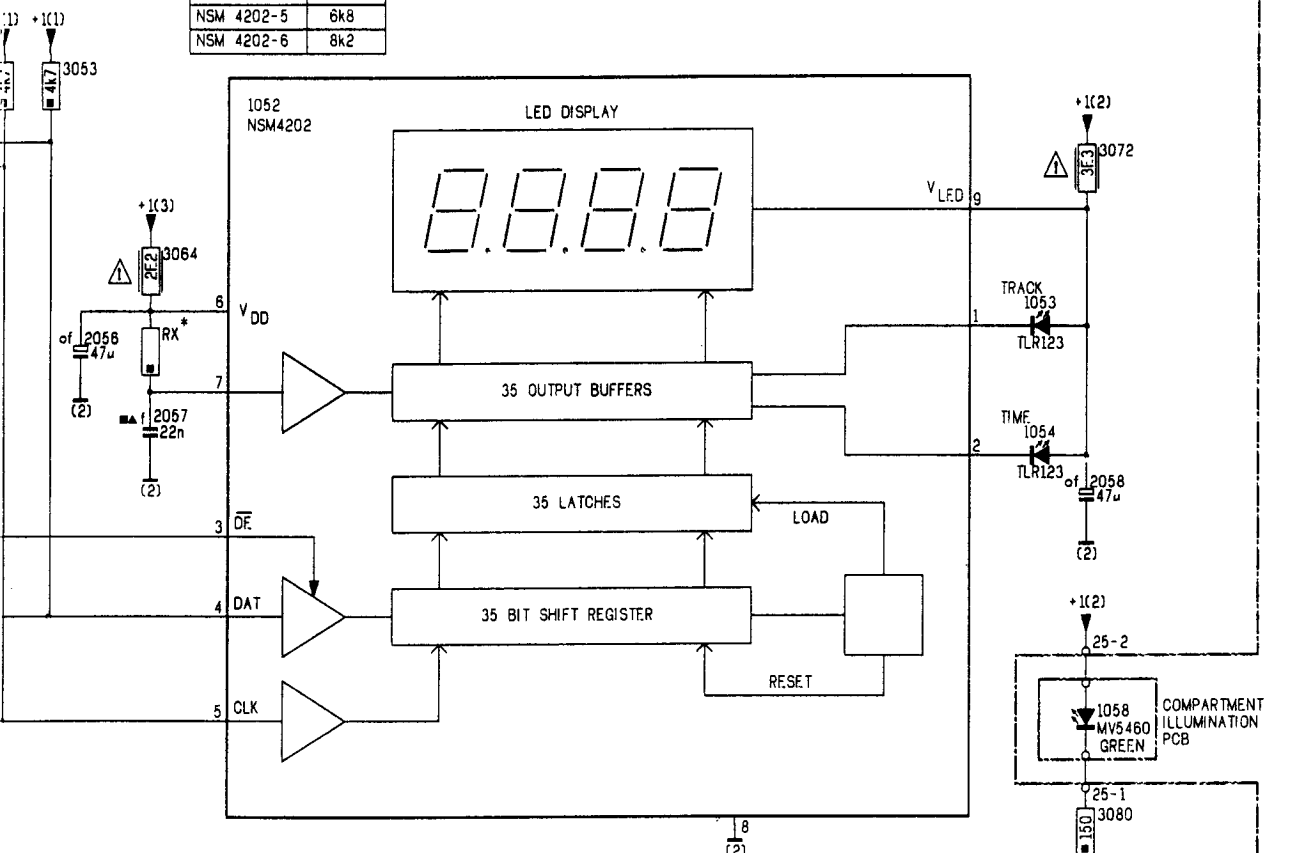 +1(1)
NSM 4202-5 6k8
NSM 4202-6 8k2
4k7
3053
1052
NSM4202
LED DISPLAY
+1(2)
3E3
3072
V LED
9
+1(3)
2E2
3064
6
V DD
RX*
of 2056
47µ
(2)
7
2057
22n
(2)
35 OUTPUT BUFFERS
TRACK
1053
1
TLR123
TIME
1054
2
TLR123
of 2058
47µ
(2)
35 LATCHES
LOAD
3
4
DAT
35 BIT SHIFT REGISTER
RESET
5
CLK
8
(2)
+1(2)
25-2
1058
MV5460
GREEN
COMPARTMENT
ILLUMINATION
PCB
25-1
3080
150